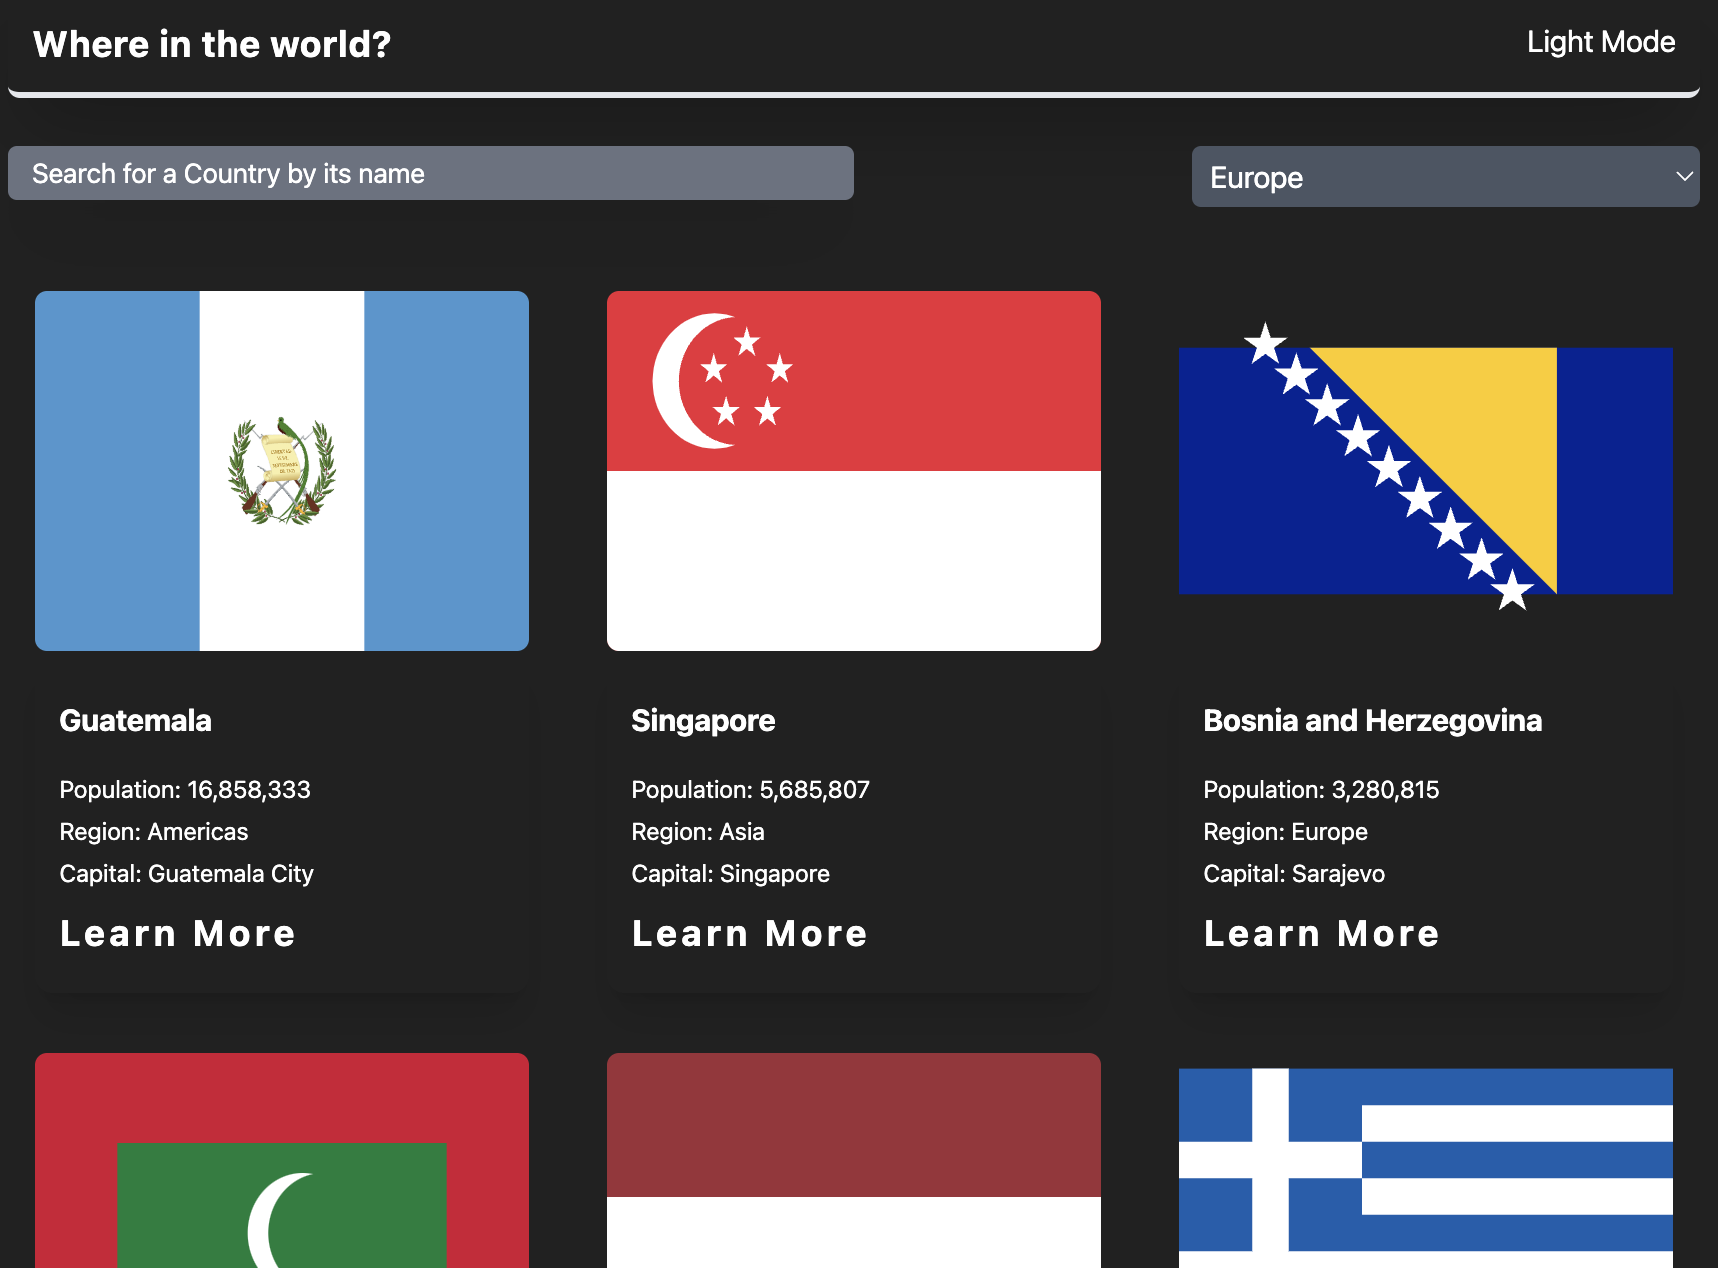 Where in the world?
Light Mode
Search for a Country by its name
Europe
Guatemala
Population: 16,858,333
Region: Americas
Capital: Guatemala City
Learn More
Singapore
Population: 5,685,807
Region: Asia
Capital: Singapore
Learn More
Bosnia and Herzegovina
Population: 3,280,815
Region: Europe
Capital: Sarajevo
Learn More